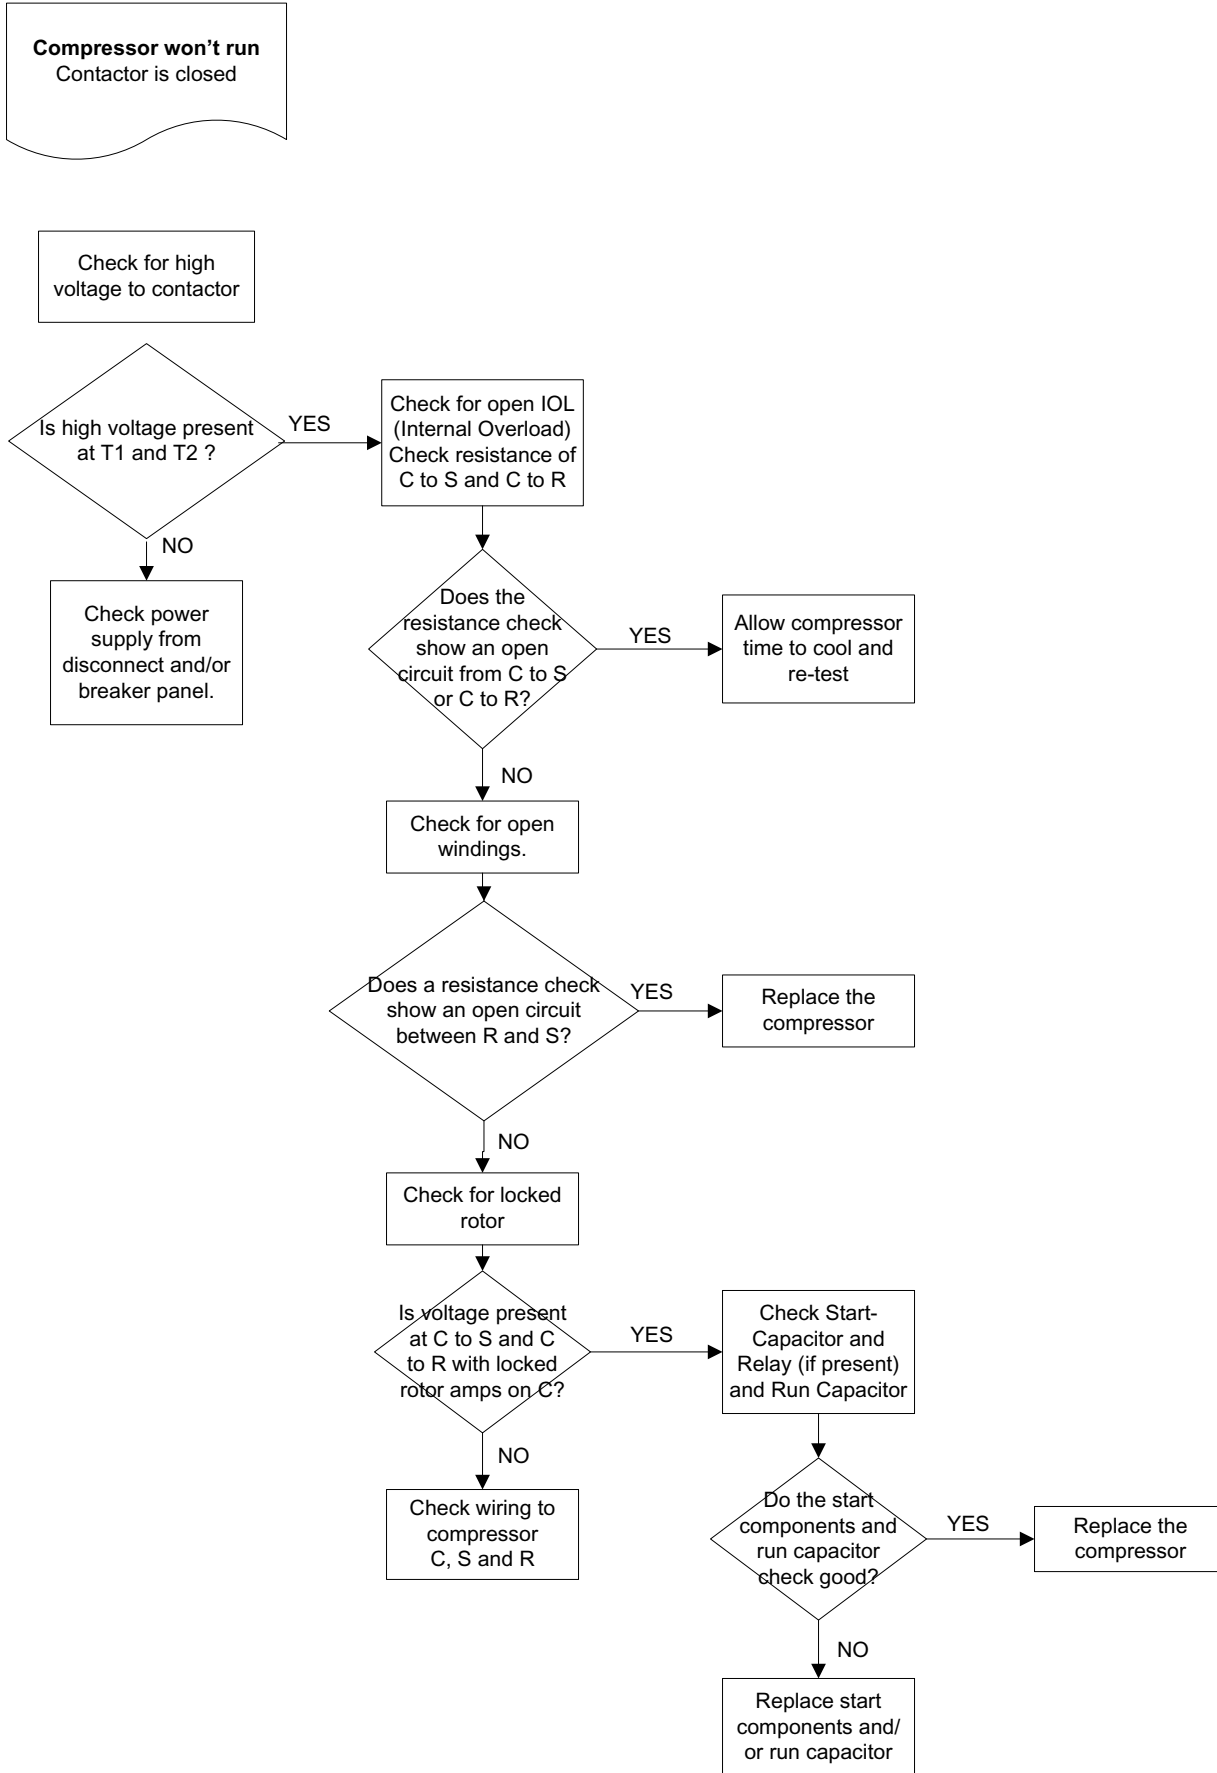 Compressor won't run
Contactor is closed
Check for high
voltage to contactor
Is high voltage present
at T1 and T2 ?
YES
NO
Check power
supply from
disconnect and/or
breaker panel.
Check for open IOL
(Internal Overload)
Check resistance of
C to S and C to R
Does the
resistance check
show an open
circuit from C to S
or C to R?
YES
Allow compressor
time to cool and
re-test
NO
Check for open
windings.
Does a resistance check
show an open circuit
between R and S?
YES
Replace the
compressor
NO
Check for locked
rotor
Is voltage present
at C to S and C
to R with locked
rotor amps on C?
YES
NO
Check wiring to
compressor
C, S and R
Check Start-
Capacitor and
Relay (if present)
and Run Capacitor
Do the start
components and
run capacitor
check good?
YES
Replace the
compressor
NO
Replace start
components and/
or run capacitor